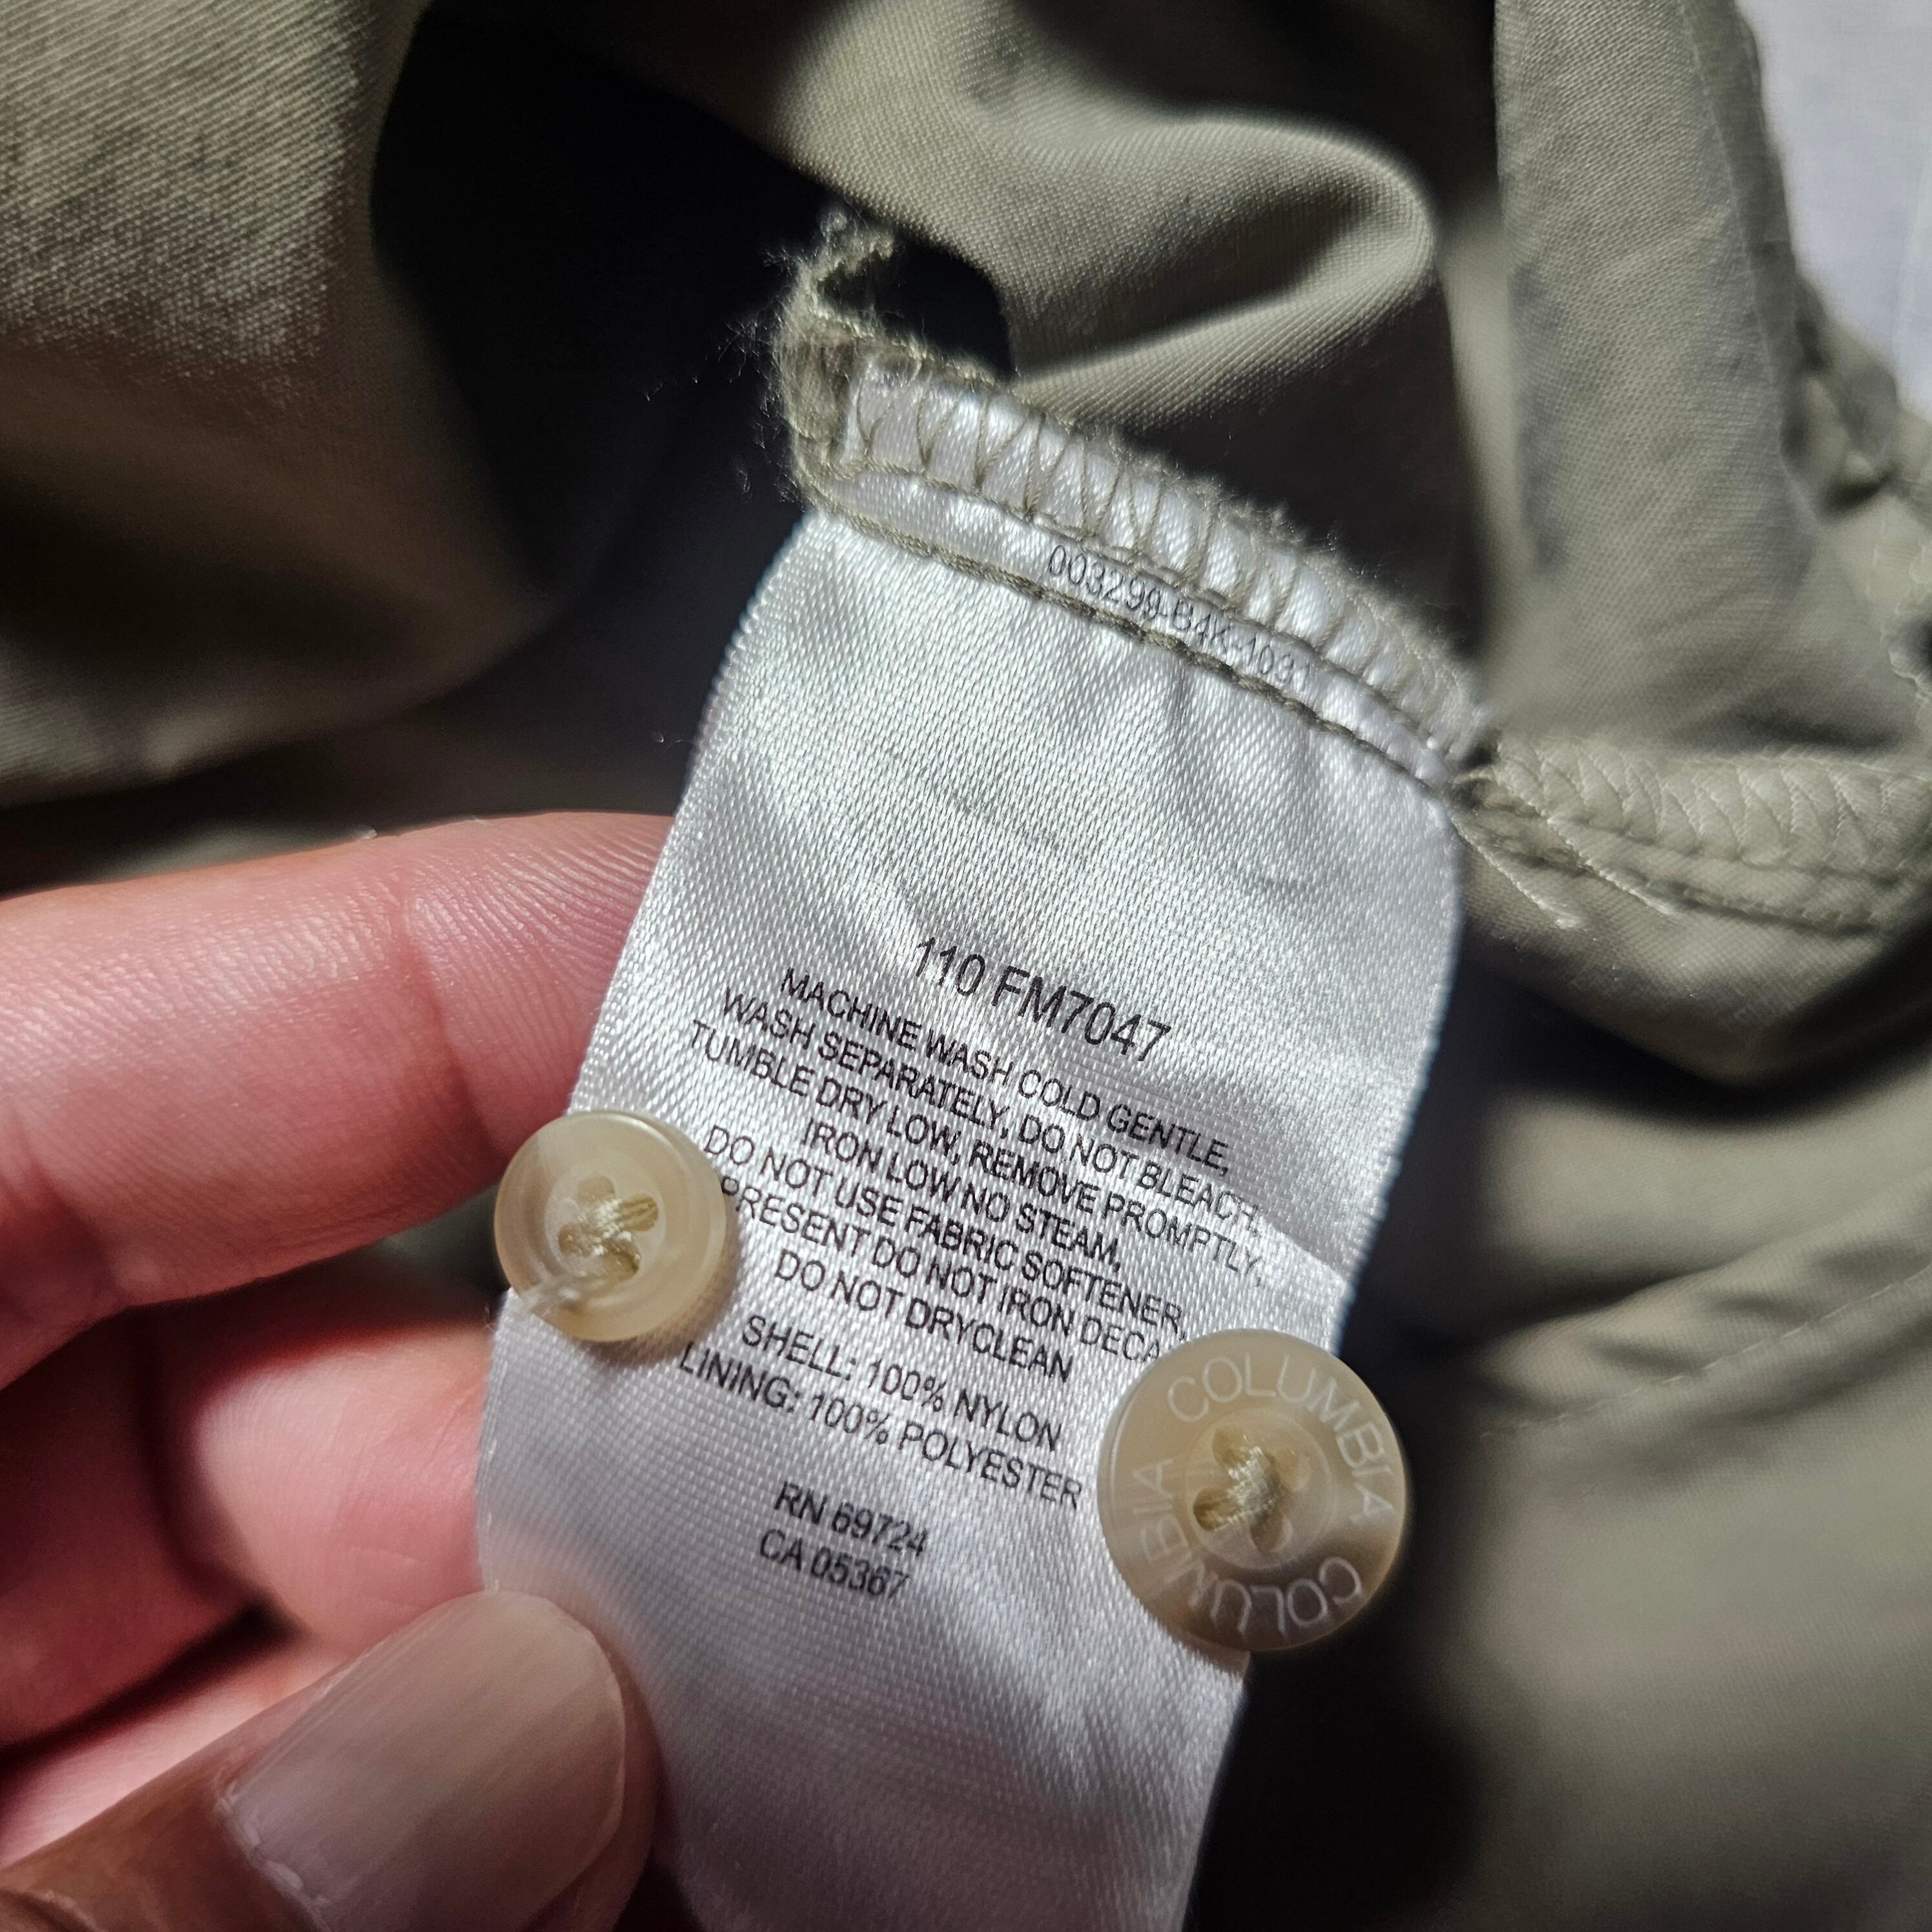 003290-B4K-1031
110 FM7047
MACHINE WASH COLD GENTLE,
WASH SEPARATELY, DO NOT BLEACH,
TUMBLE DRY LOW, REMOVE PROMPTLY,
IRON LOW NO STEAM,
DO NOT USE FABRIC SOFTENER,
PRESENT DO NOT IRON DECA
DO NOT DRYCLEAN
SHELL: 100% NYLON
LINING: 100% POLYESTER
RN 69724
CA 05367
COLUMBIA
COLUMBIA